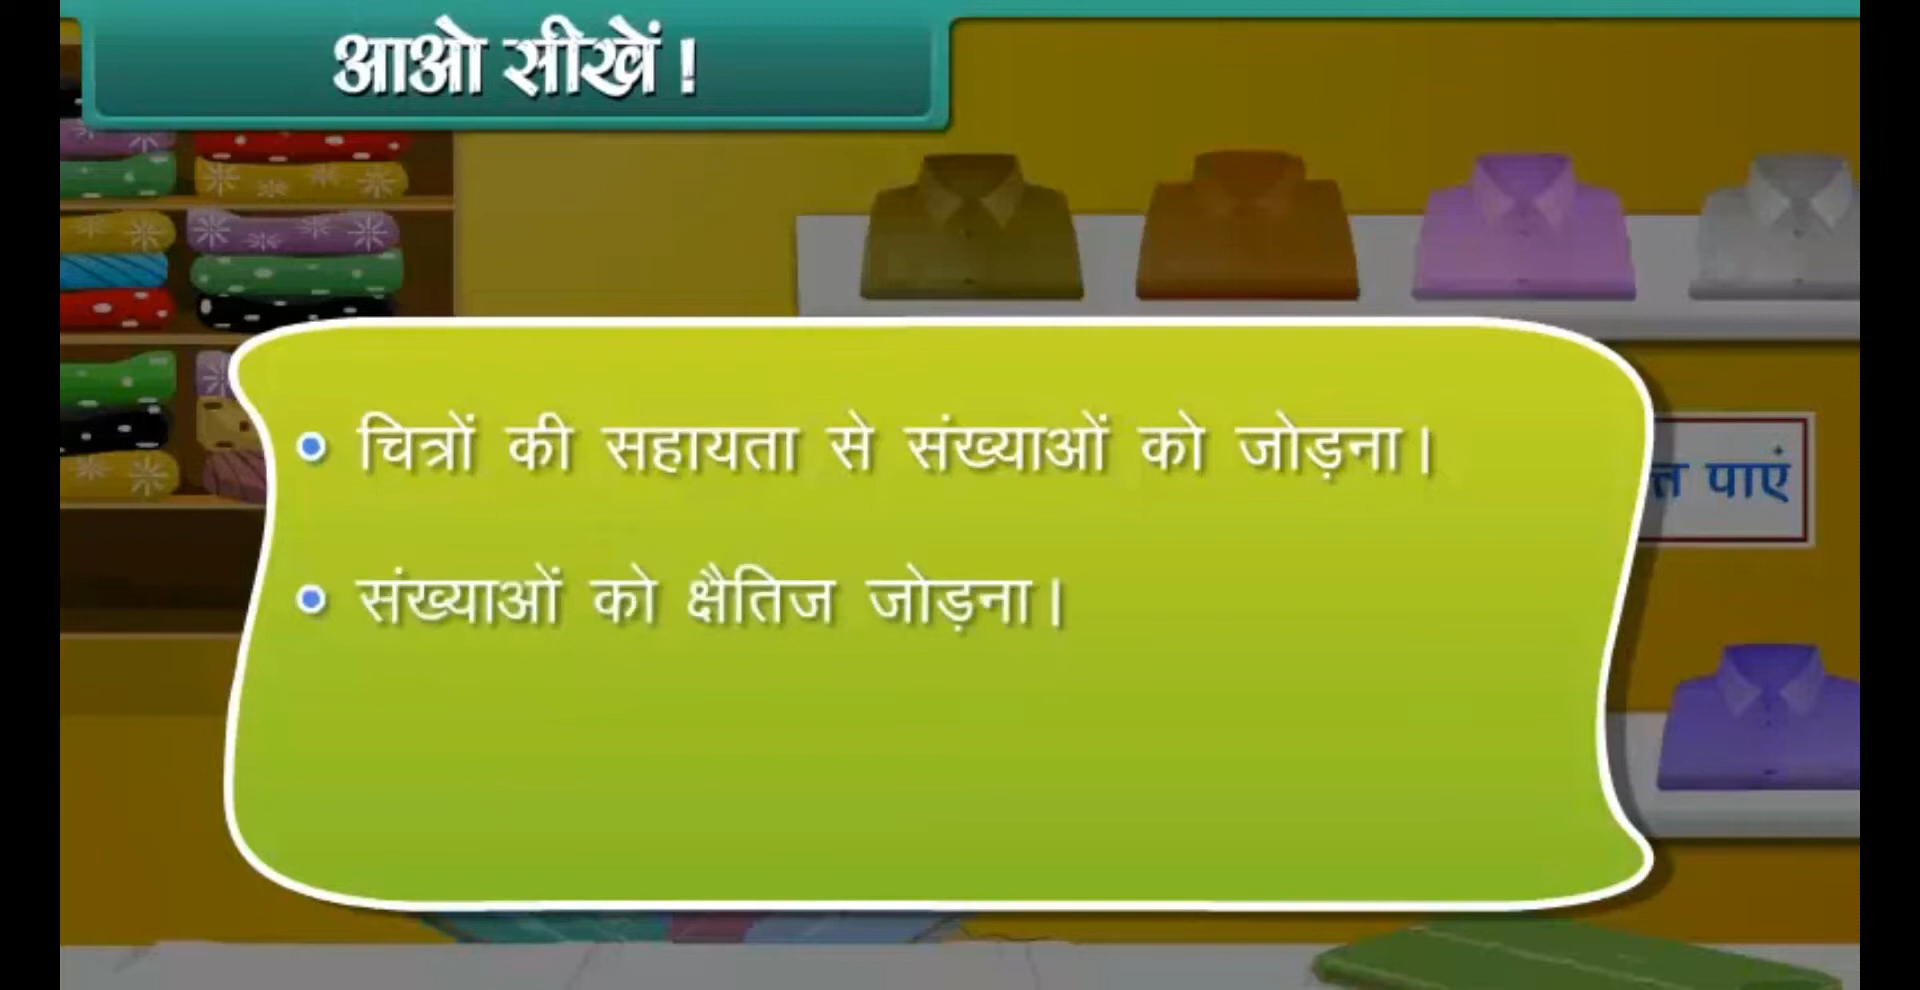 आओ सीखें !
• चित्रों की सहायता से संख्याओं को जोड़ना।
पाएं
• संख्याओं को क्षैतिज जोड़ना।